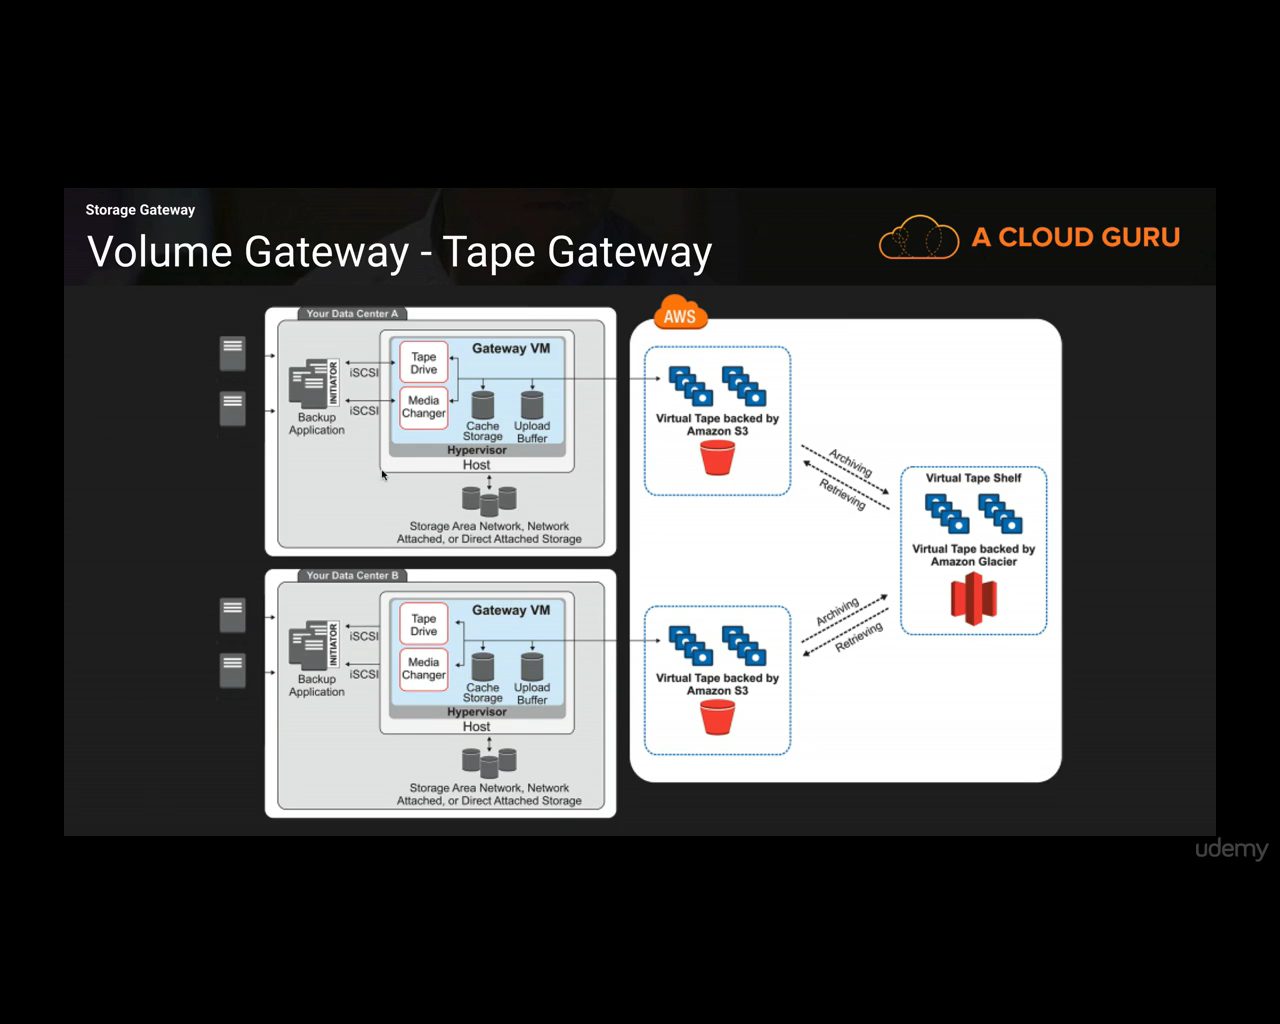 Storage Gateway
Volume Gateway - Tape Gateway
A CLOUD GURU
Your Data Center A
INITIATOR
Backup
Application
iSCSI
iSCSI
Tape
Drive
Media
Changer
Gateway VM
Cache
Storage
Upload
Buffer
Hypervisor
Host
Storage Area Network, Network
Attached, or Direct Attached Storage
Your Data Center B
INITIATOR
Backup
Application
iSCSI
iSCSI
Tape
Drive
Media
Changer
Gateway VM
Cache
Storage
Upload
Buffer
Hypervisor
Host
Storage Area Network, Network
Attached, or Direct Attached Storage
AWS
Virtual Tape backed by
Amazon S3
Archiving
Retrieving
Virtual Tape Shelf
Virtual Tape backed by
Amazon Glacier
Virtual Tape backed by
Amazon S3
Archiving
Retrieving
udemy